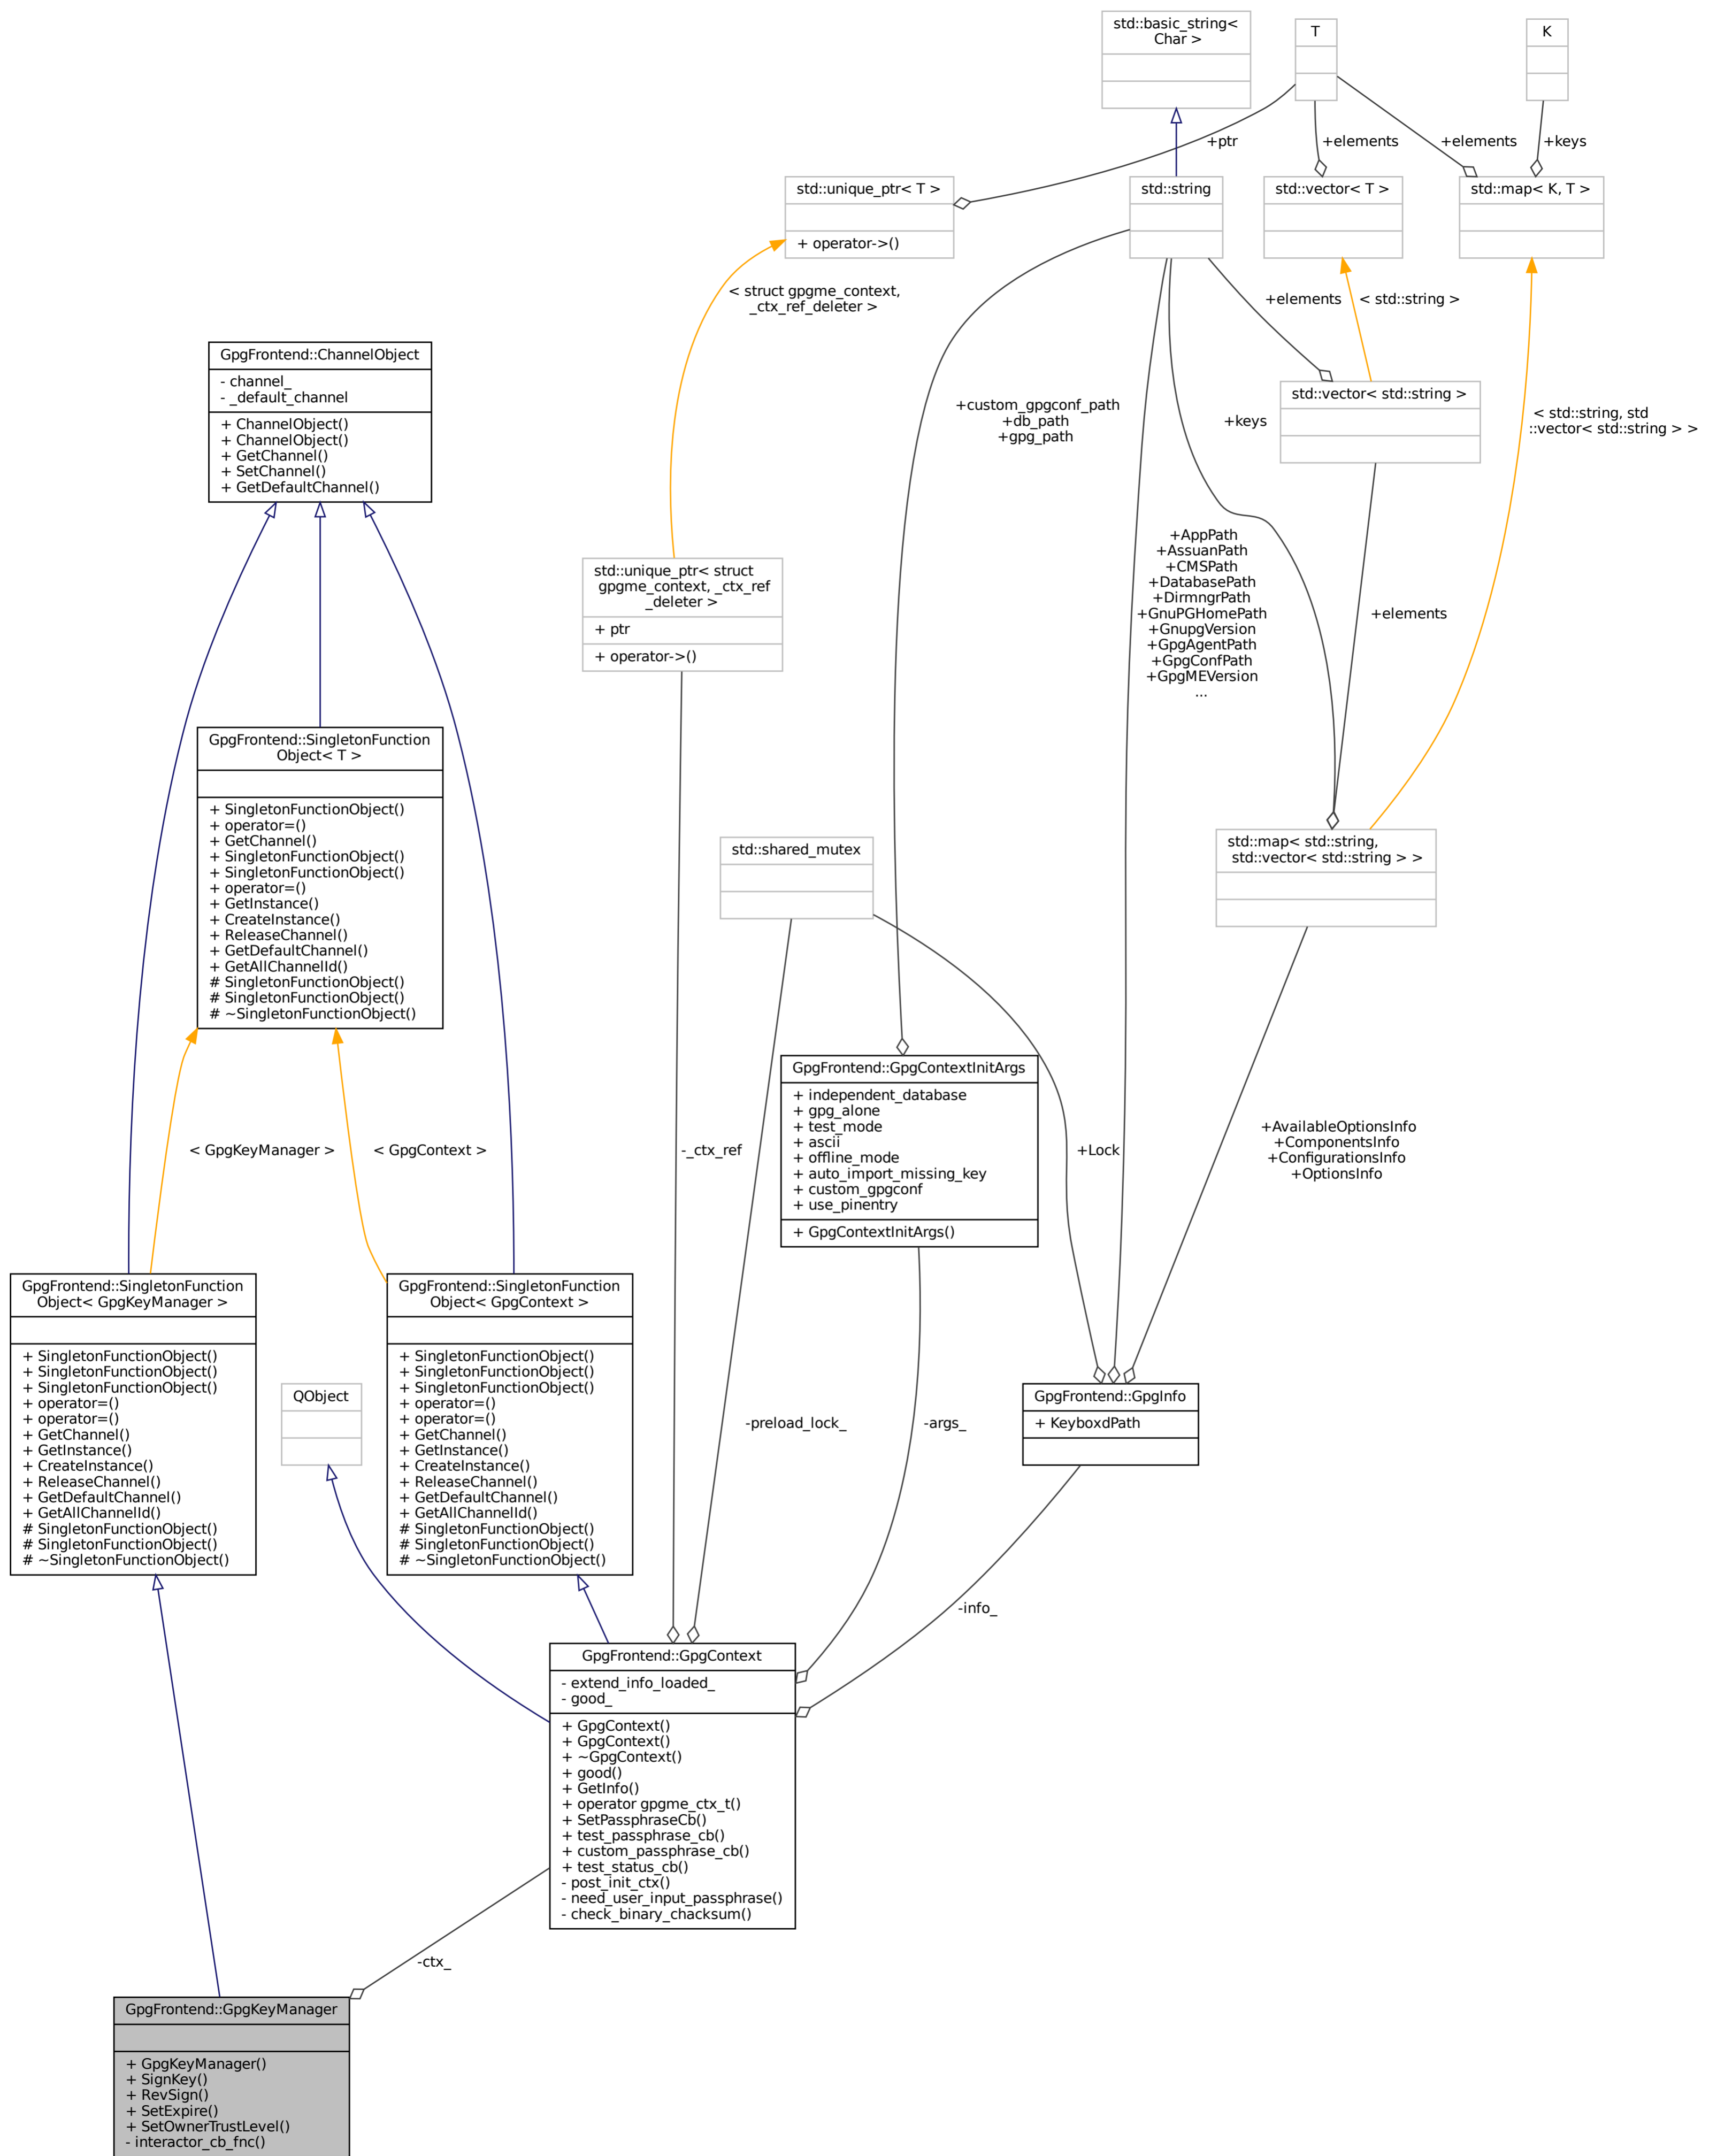 std::basic_string<
Char >
T
K
+ptr
+elements
+elements
+keys
std::unique_ptr< T >
+ operator->()
std::string
std::vector< T >
std::map< K, T >
< struct gpgme_context,
_ctx_ref_deleter >
+elements
< std::string >
GpgFrontend::ChannelObject
- channel_
- _default_channel
+ ChannelObject()
+ ChannelObject()
+ GetChannel()
+ SetChannel()
+ GetDefaultChannel()
+custom_gpgconf_path
+db_path
+gpg_path
+keys
std::vector< std::string >
< std::string, std
::vector< std::string > >
std::unique_ptr< struct
gpgme_context, _ctx_ref
_deleter >
+ ptr
+ operator->()
+AppPath
+AssuanPath
+CMSPath
+DatabasePath
+DirmngrPath
+GnuPGHomePath
+GnupgVersion
+GpgAgentPath
+GpgConfPath
+GpgMEVersion
...
+elements
GpgFrontend::SingletonFunction
Object< T >
+ SingletonFunctionObject()
+ operator=()
+ GetChannel()
+ SingletonFunctionObject()
+ SingletonFunctionObject()
+ operator=()
+ GetInstance()
+ CreateInstance()
+ ReleaseChannel()
+ GetDefaultChannel()
+ GetAllChannelId()
# SingletonFunctionObject()
# SingletonFunctionObject()
# ~SingletonFunctionObject()
std::shared_mutex
std::map< std::string,
std::vector< std::string > >
GpgFrontend::GpgContextInitArgs
+ independent_database
+ gpg_alone
+ test_mode
+ ascii
+ offline_mode
+ auto_import_missing_key
+ custom_gpgconf
+ use_pinentry
+ GpgContextInitArgs()
< GpgKeyManager >
< GpgContext >
-_ctx_ref
+Lock
+AvailableOptionsInfo
+ComponentsInfo
+ConfigurationsInfo
+OptionsInfo
GpgFrontend::SingletonFunction
Object< GpgKeyManager >
+ SingletonFunctionObject()
+ SingletonFunctionObject()
+ SingletonFunctionObject()
+ operator=()
+ operator=()
+ GetChannel()
+ GetInstance()
+ CreateInstance()
+ ReleaseChannel()
+ GetDefaultChannel()
+ GetAllChannelId()
# SingletonFunctionObject()
# SingletonFunctionObject()
# ~SingletonFunctionObject()
QObject
GpgFrontend::SingletonFunction
Object< GpgContext >
+ SingletonFunctionObject()
+ SingletonFunctionObject()
+ SingletonFunctionObject()
+ operator=()
+ operator=()
+ GetChannel()
+ GetInstance()
+ CreateInstance()
+ ReleaseChannel()
+ GetDefaultChannel()
+ GetAllChannelId()
# SingletonFunctionObject()
# SingletonFunctionObject()
# ~SingletonFunctionObject()
-preload_lock_
-args_
GpgFrontend::GpgInfo
+ KeyboxdPath
-info_
GpgFrontend::GpgContext
- extend_info_loaded_
- good_
+ GpgContext()
+ GpgContext()
+ ~GpgContext()
+ good()
+ GetInfo()
+ operator gpgme_ctx_t()
+ SetPassphraseCb()
+ test_passphrase_cb()
+ custom_passphrase_cb()
+ test_status_cb()
- post_init_ctx()
- need_user_input_passphrase()
- check_binary_chacksum()
-ctx_
GpgFrontend::GpgKeyManager
+ GpgKeyManager()
+ SignKey()
+ RevSign()
+ SetExpire()
+ SetOwnerTrustLevel()
- interactor_cb_fnc()